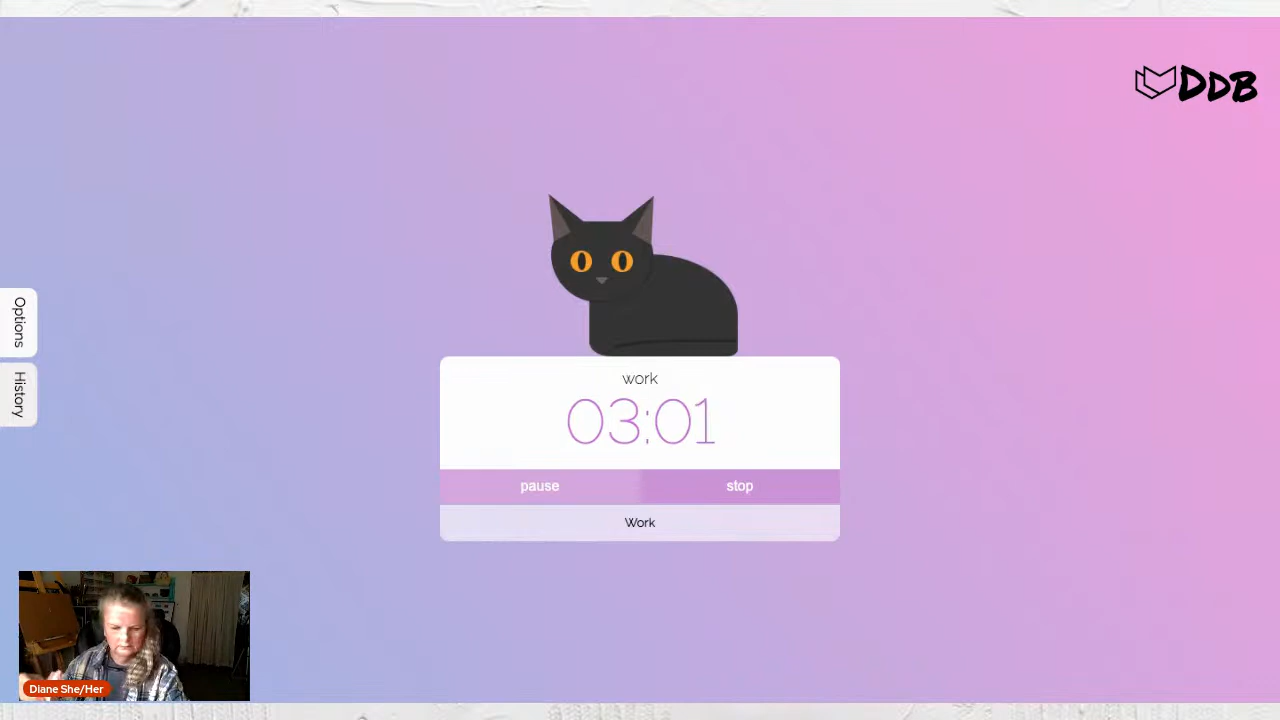 DDB
Options
History
work
03:01
pause
stop
Work
Diane She/Her